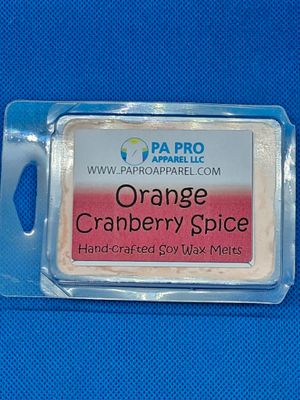 PA PRO
APPAREL LLC
WWW.PAPROAPPAREL.COM
Orange
Cranberry Spice
Hand-crafted Soy Wax Melts